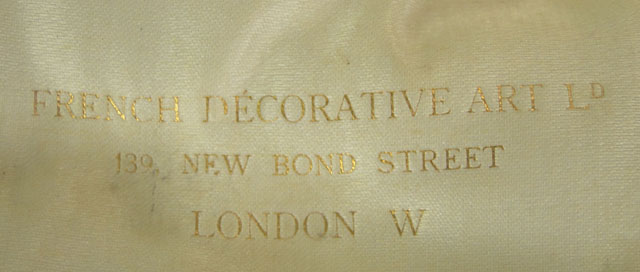 FRENCH DÉCORATIVE ART LD
139, NEW BOND STREET
LONDON W